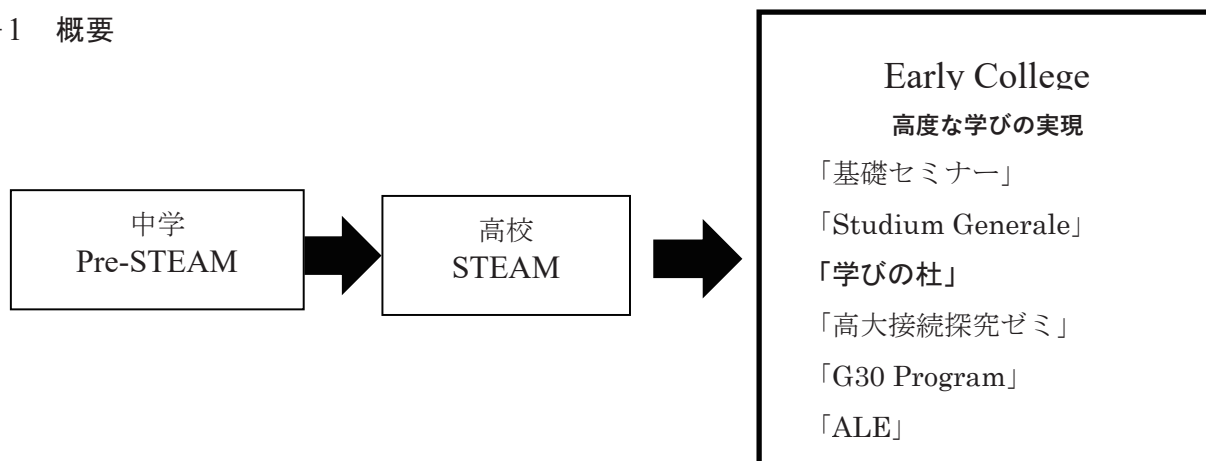 1 概要
中学
Pre-STEAM
高校
STEAM
Early College
高度な学びの実現
「基礎セミナー」
「Studium Generale」
「学びの杜」
「高大接続探究ゼミ」
「G30 Program」
「ALE」